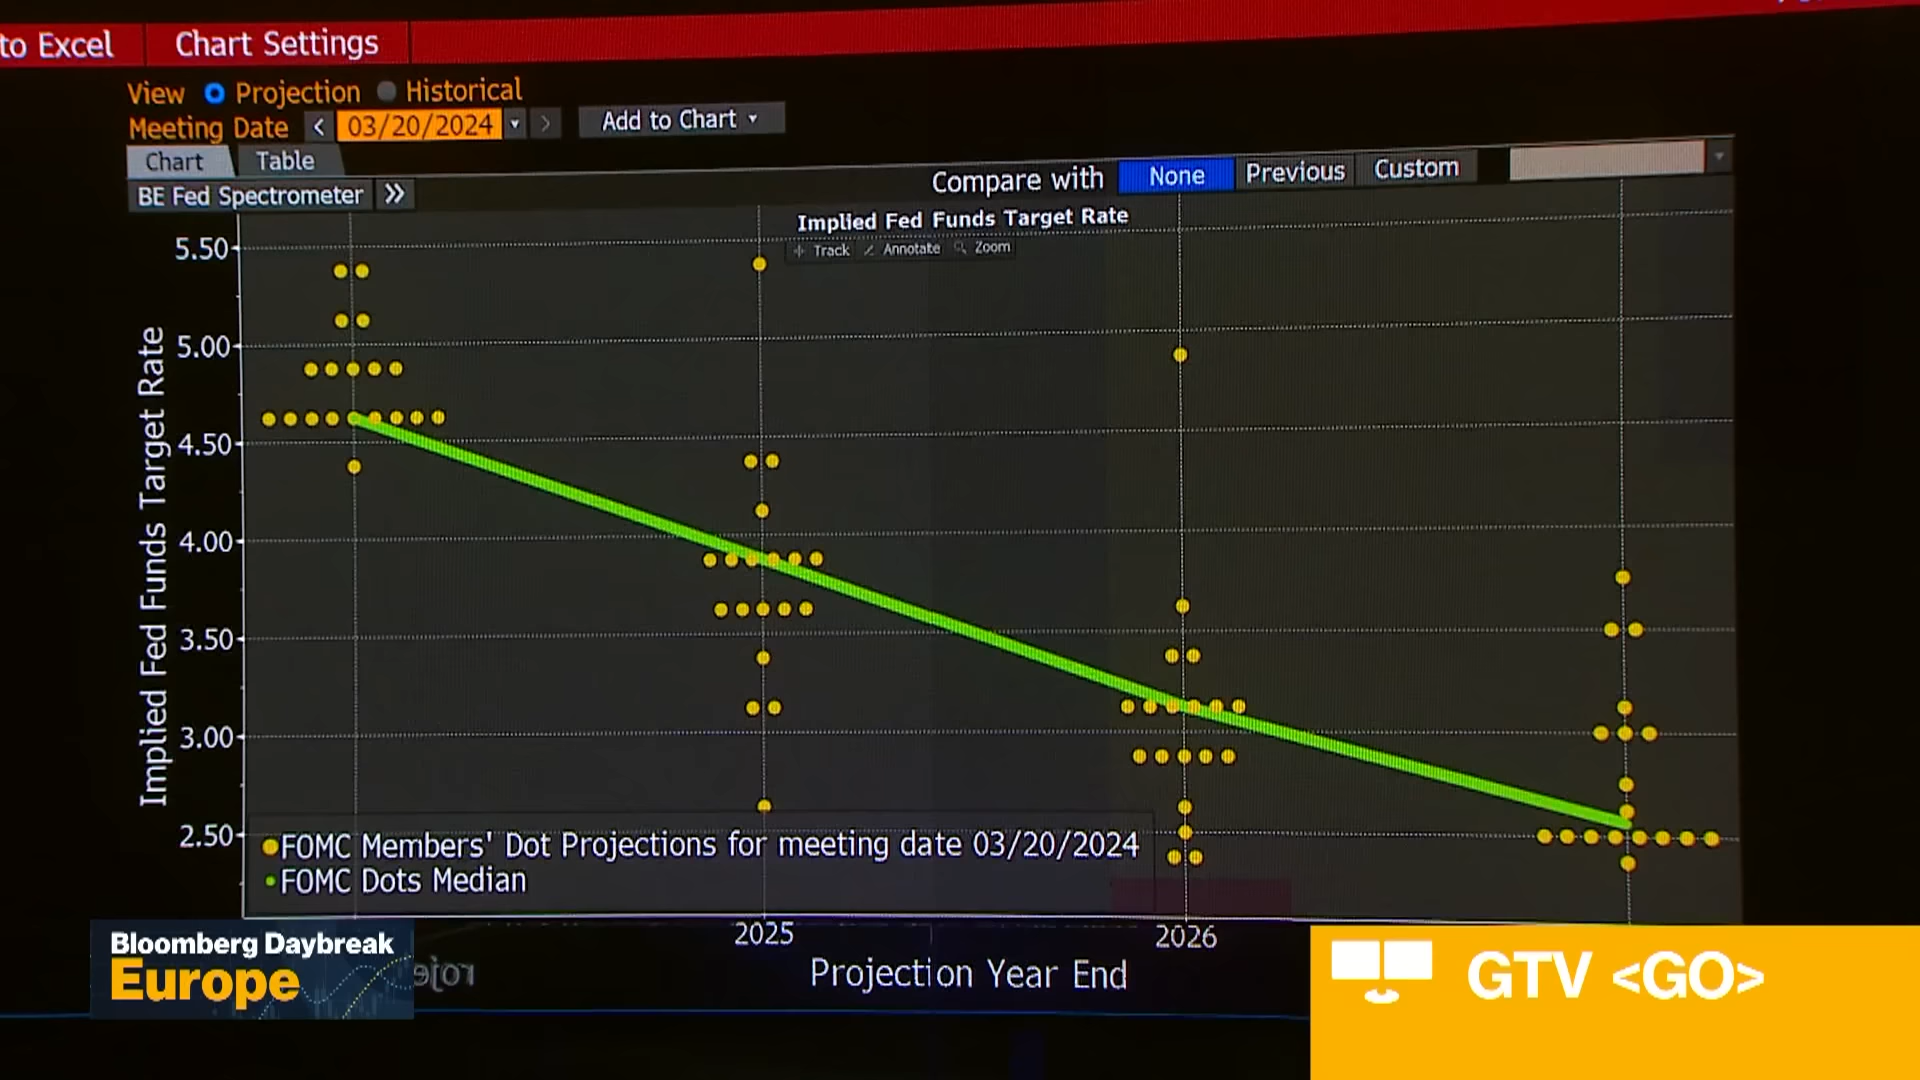 to Excel
Chart Settings
View Projection Historical
Meeting Date < 03/20/2024 > Add to Chart
Chart Table
Compare with None Previous Custom
BE Fed Spectrometer
Implied Fed Funds Target Rate
Track Annotate Zoom
Implied Fed Funds Target Rate
5.50
5.00
4.50
4.00
3.50
3.00
2.50
FOMC Members' Dot Projections for meeting date 03/20/2024
FOMC Dots Median
2025
2026
Projection Year End
Bloomberg Daybreak
Europe
GTV <GO>